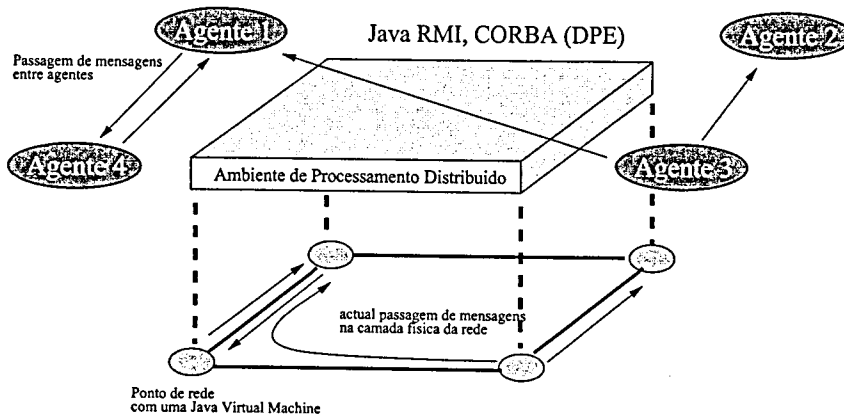 Agente 1
Java RMI, CORBA (DPE)
Agente 2
Passagem de mensagens
entre agentes
Agente 4
Ambiente de Processamento Distribuido
Agente 3
actual passagem de mensagens
na camada física da rede
Ponto de rede
com uma Java Virtual Machine